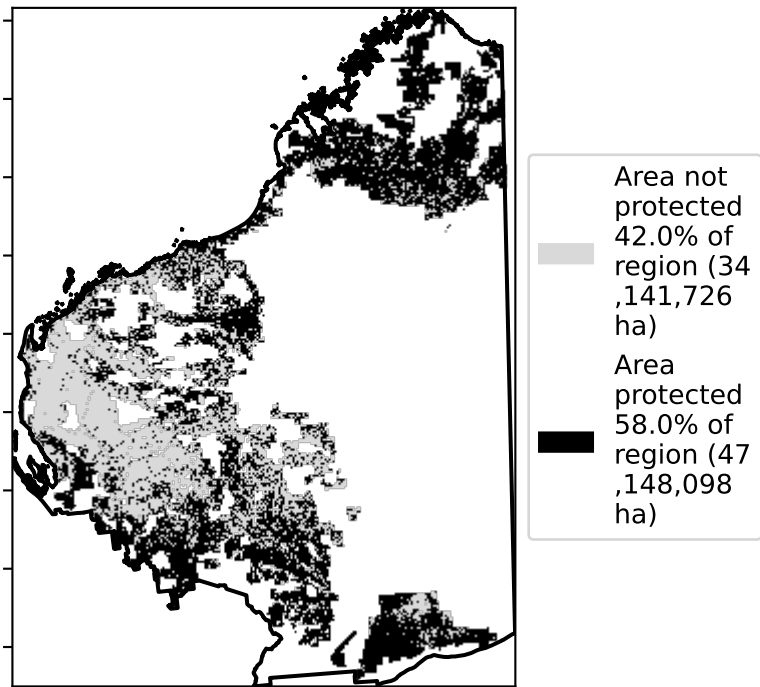 Area not
protected
42.0% of
region (34
,141,726
ha)
Area
protected
58.0% of
region (47
,148,098
ha)